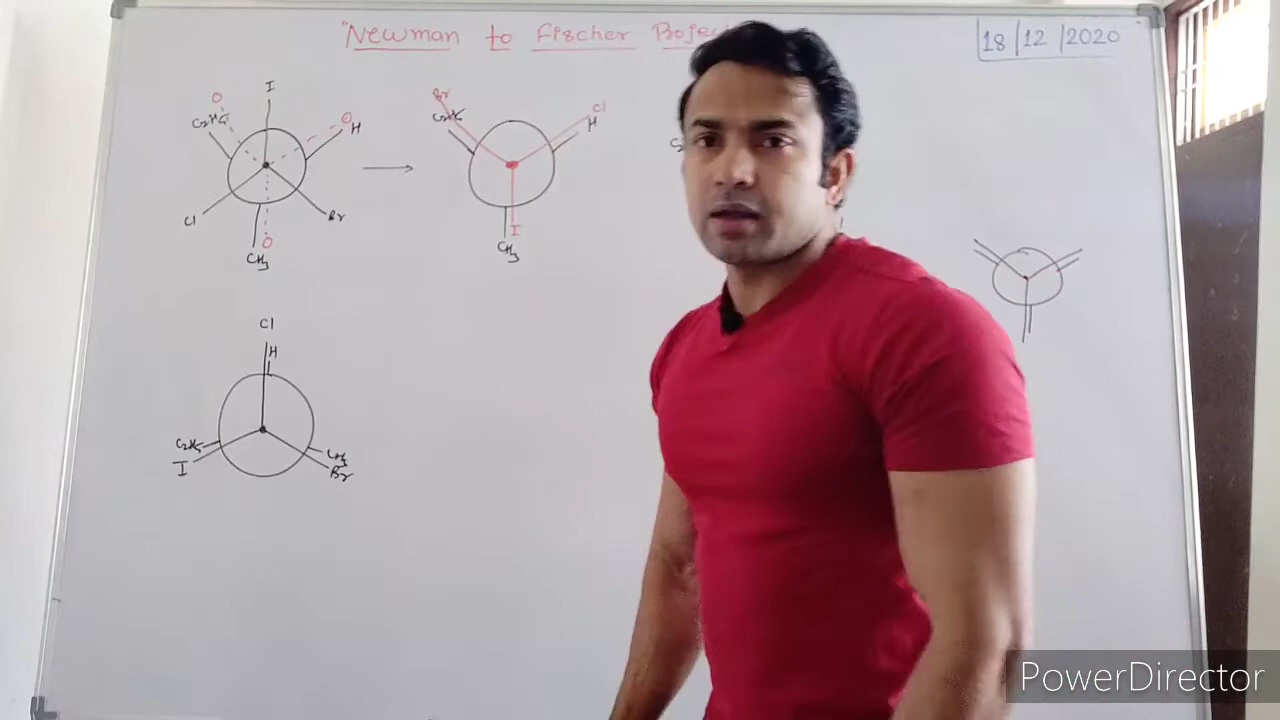 "Newman to Fischer
18/12/2020
I
O
C2H5
O
H
Cl
Br
O
CH3
Br
C2H5
Cl
H
I
CH3
Cl
H
C2H5
I
CH3
Br
PowerDirector